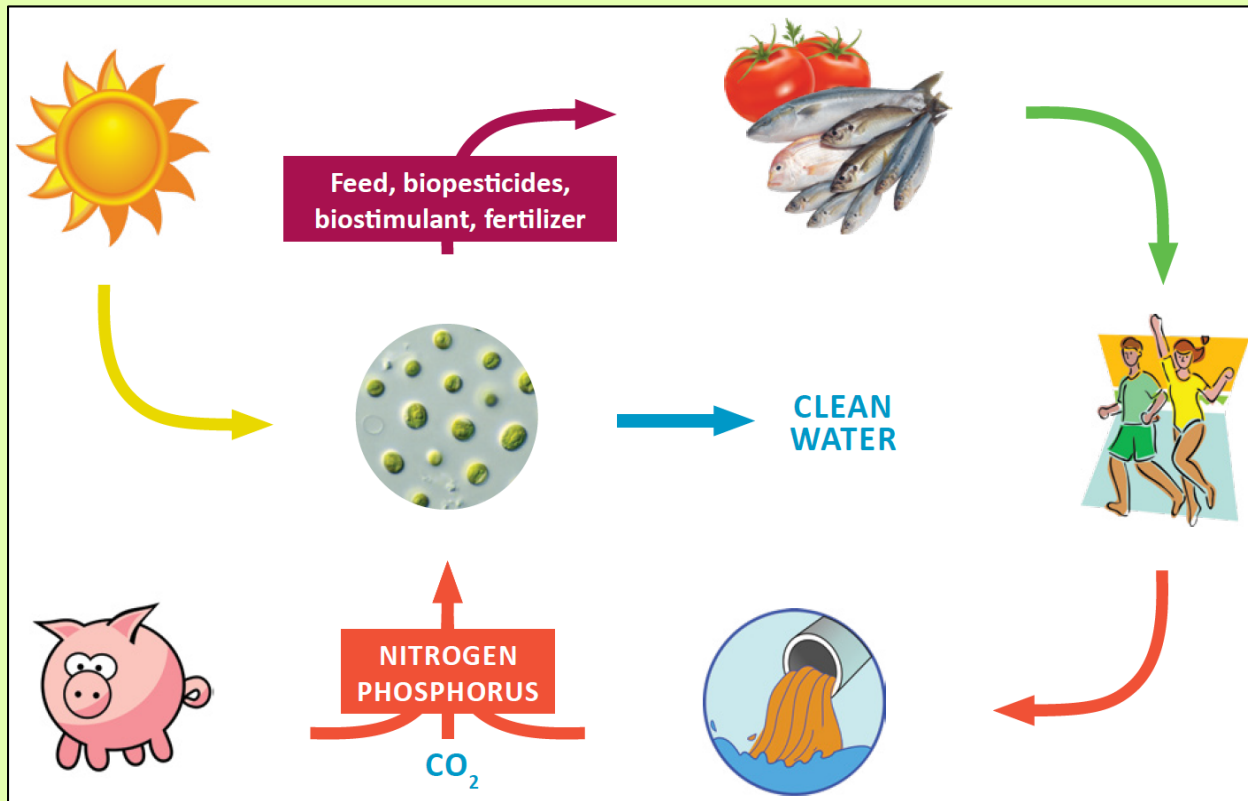 Feed, biopesticides,
biostimulant, fertilizer
CLEAN
WATER
NITROGEN
PHOSPHORUS
CO₂